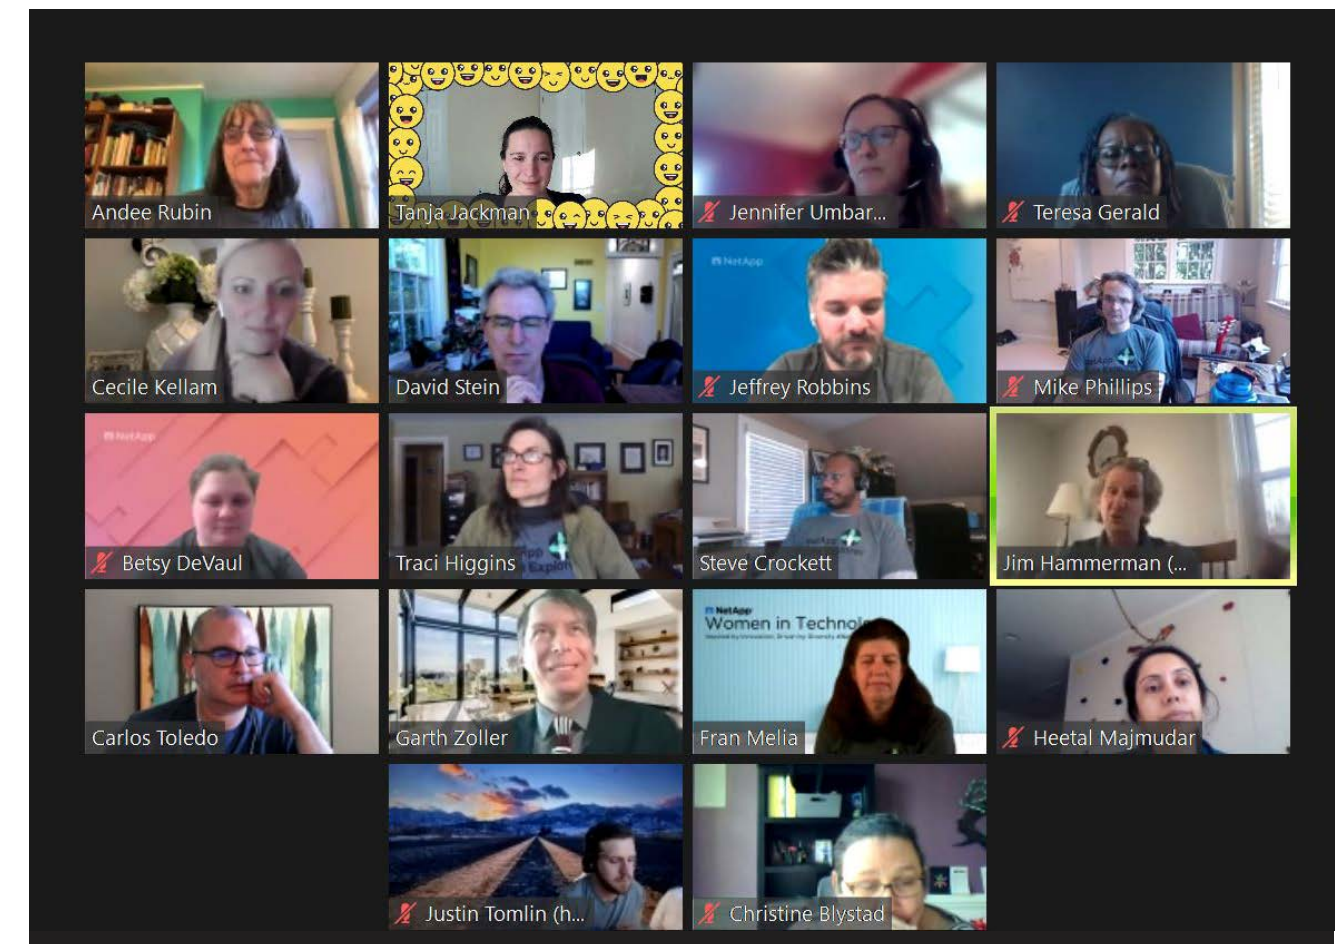 Andee Rubin
Tanja Jackman
Jennifer Umbar...
Teresa Gerald
Cecile Kellam
David Stein
NetApp
Jeffrey Robbins
Mike Phillips
NetApp
Betsy DeVaul
Traci Higgins
Steve Crockett
Jim Hammerman (...
Carlos Toledo
Garth Zoller
NetApp
Women in Technol
Fran Melia
Heetal Majmudar
Justin Tomlin (h...
Christine Blystad